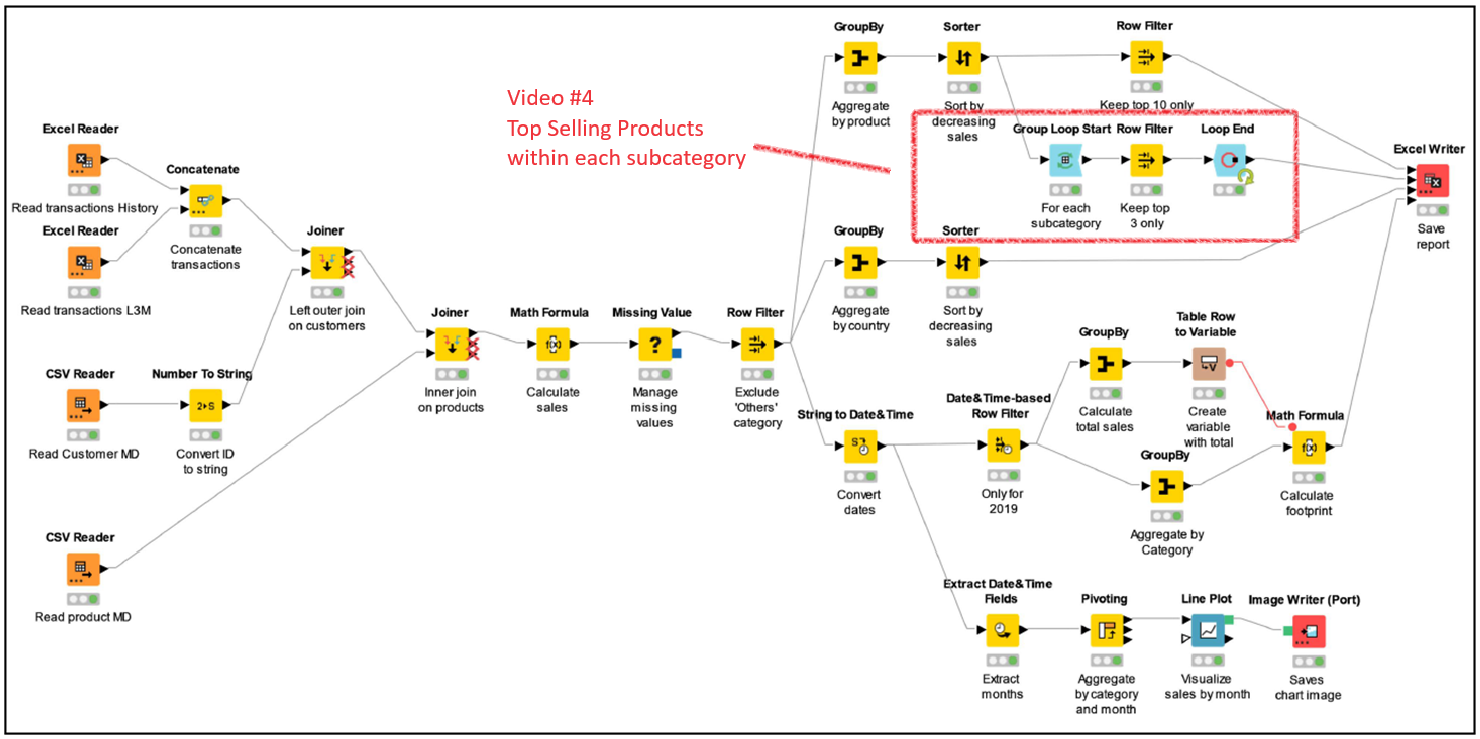 GroupBy
Sorter
Row Filter
Aggregate
by product
Sort by
decreasing
sales
Keep top 10 only
Video #4
Top Selling Products
within each subcategory
Group Loop Start
Row Filter
Loop End
For each
subcategory
Keep top
3 only
Excel Writer
Save
report
Excel Reader
Read transactions History
Concatenate
Concatenate
transactions
Excel Reader
Read transactions L3M
Joiner
Left outer join
on customers
GroupBy
Sorter
Aggregate
by country
Sort by
decreasing
sales
Joiner
Inner join
on products
Math Formula
f(x)
Calculate
sales
Missing Value
?
Manage
missing
values
Row Filter
Exclude
'Others'
category
CSV Reader
Read Customer MD
Number To String
2▸S
Convert ID
to string
String to Date&Time
S
Convert
dates
Date&Time-based
Row Filter
Only for
2019
GroupBy
Calculate
total sales
Table Row
to Variable
V
Create
variable
with total
GroupBy
Aggregate by
Category
Math Formula
f(x)
Calculate
footprint
CSV Reader
Read product MD
Extract Date&Time
Fields
Extract
months
Pivoting
Aggregate
by category
and month
Line Plot
Visualize
sales by month
Image Writer (Port)
Saves
chart image